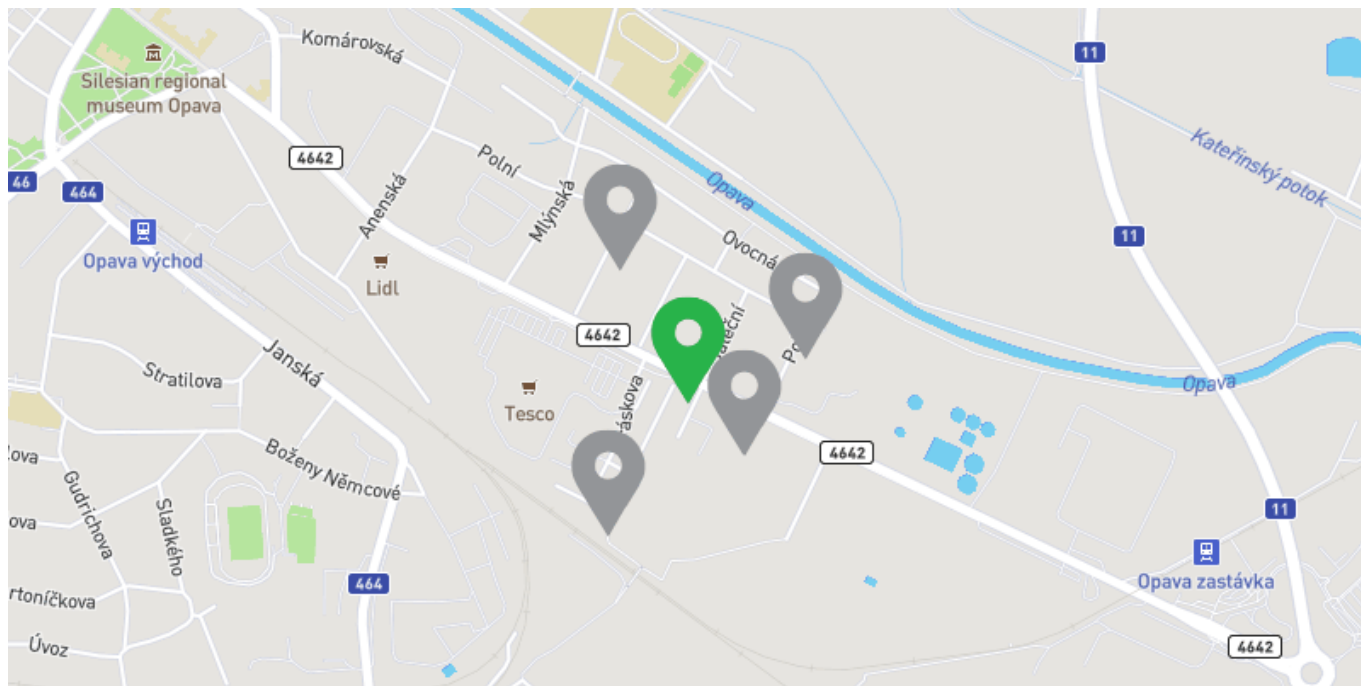 Komárovská
11
Silesian regional
museum Opava
4642
Polní
Kateřinský potok
46
464
Anenská
Mlýnská
Opava
Ovocná
11
Opava východ
Lidl
4642
Janská
Stratilova
Tesco
Opava
Boženy Němcové
4642
Gudrichova
Sladkého
11
464
Opava zastávka
Úvoz
4642